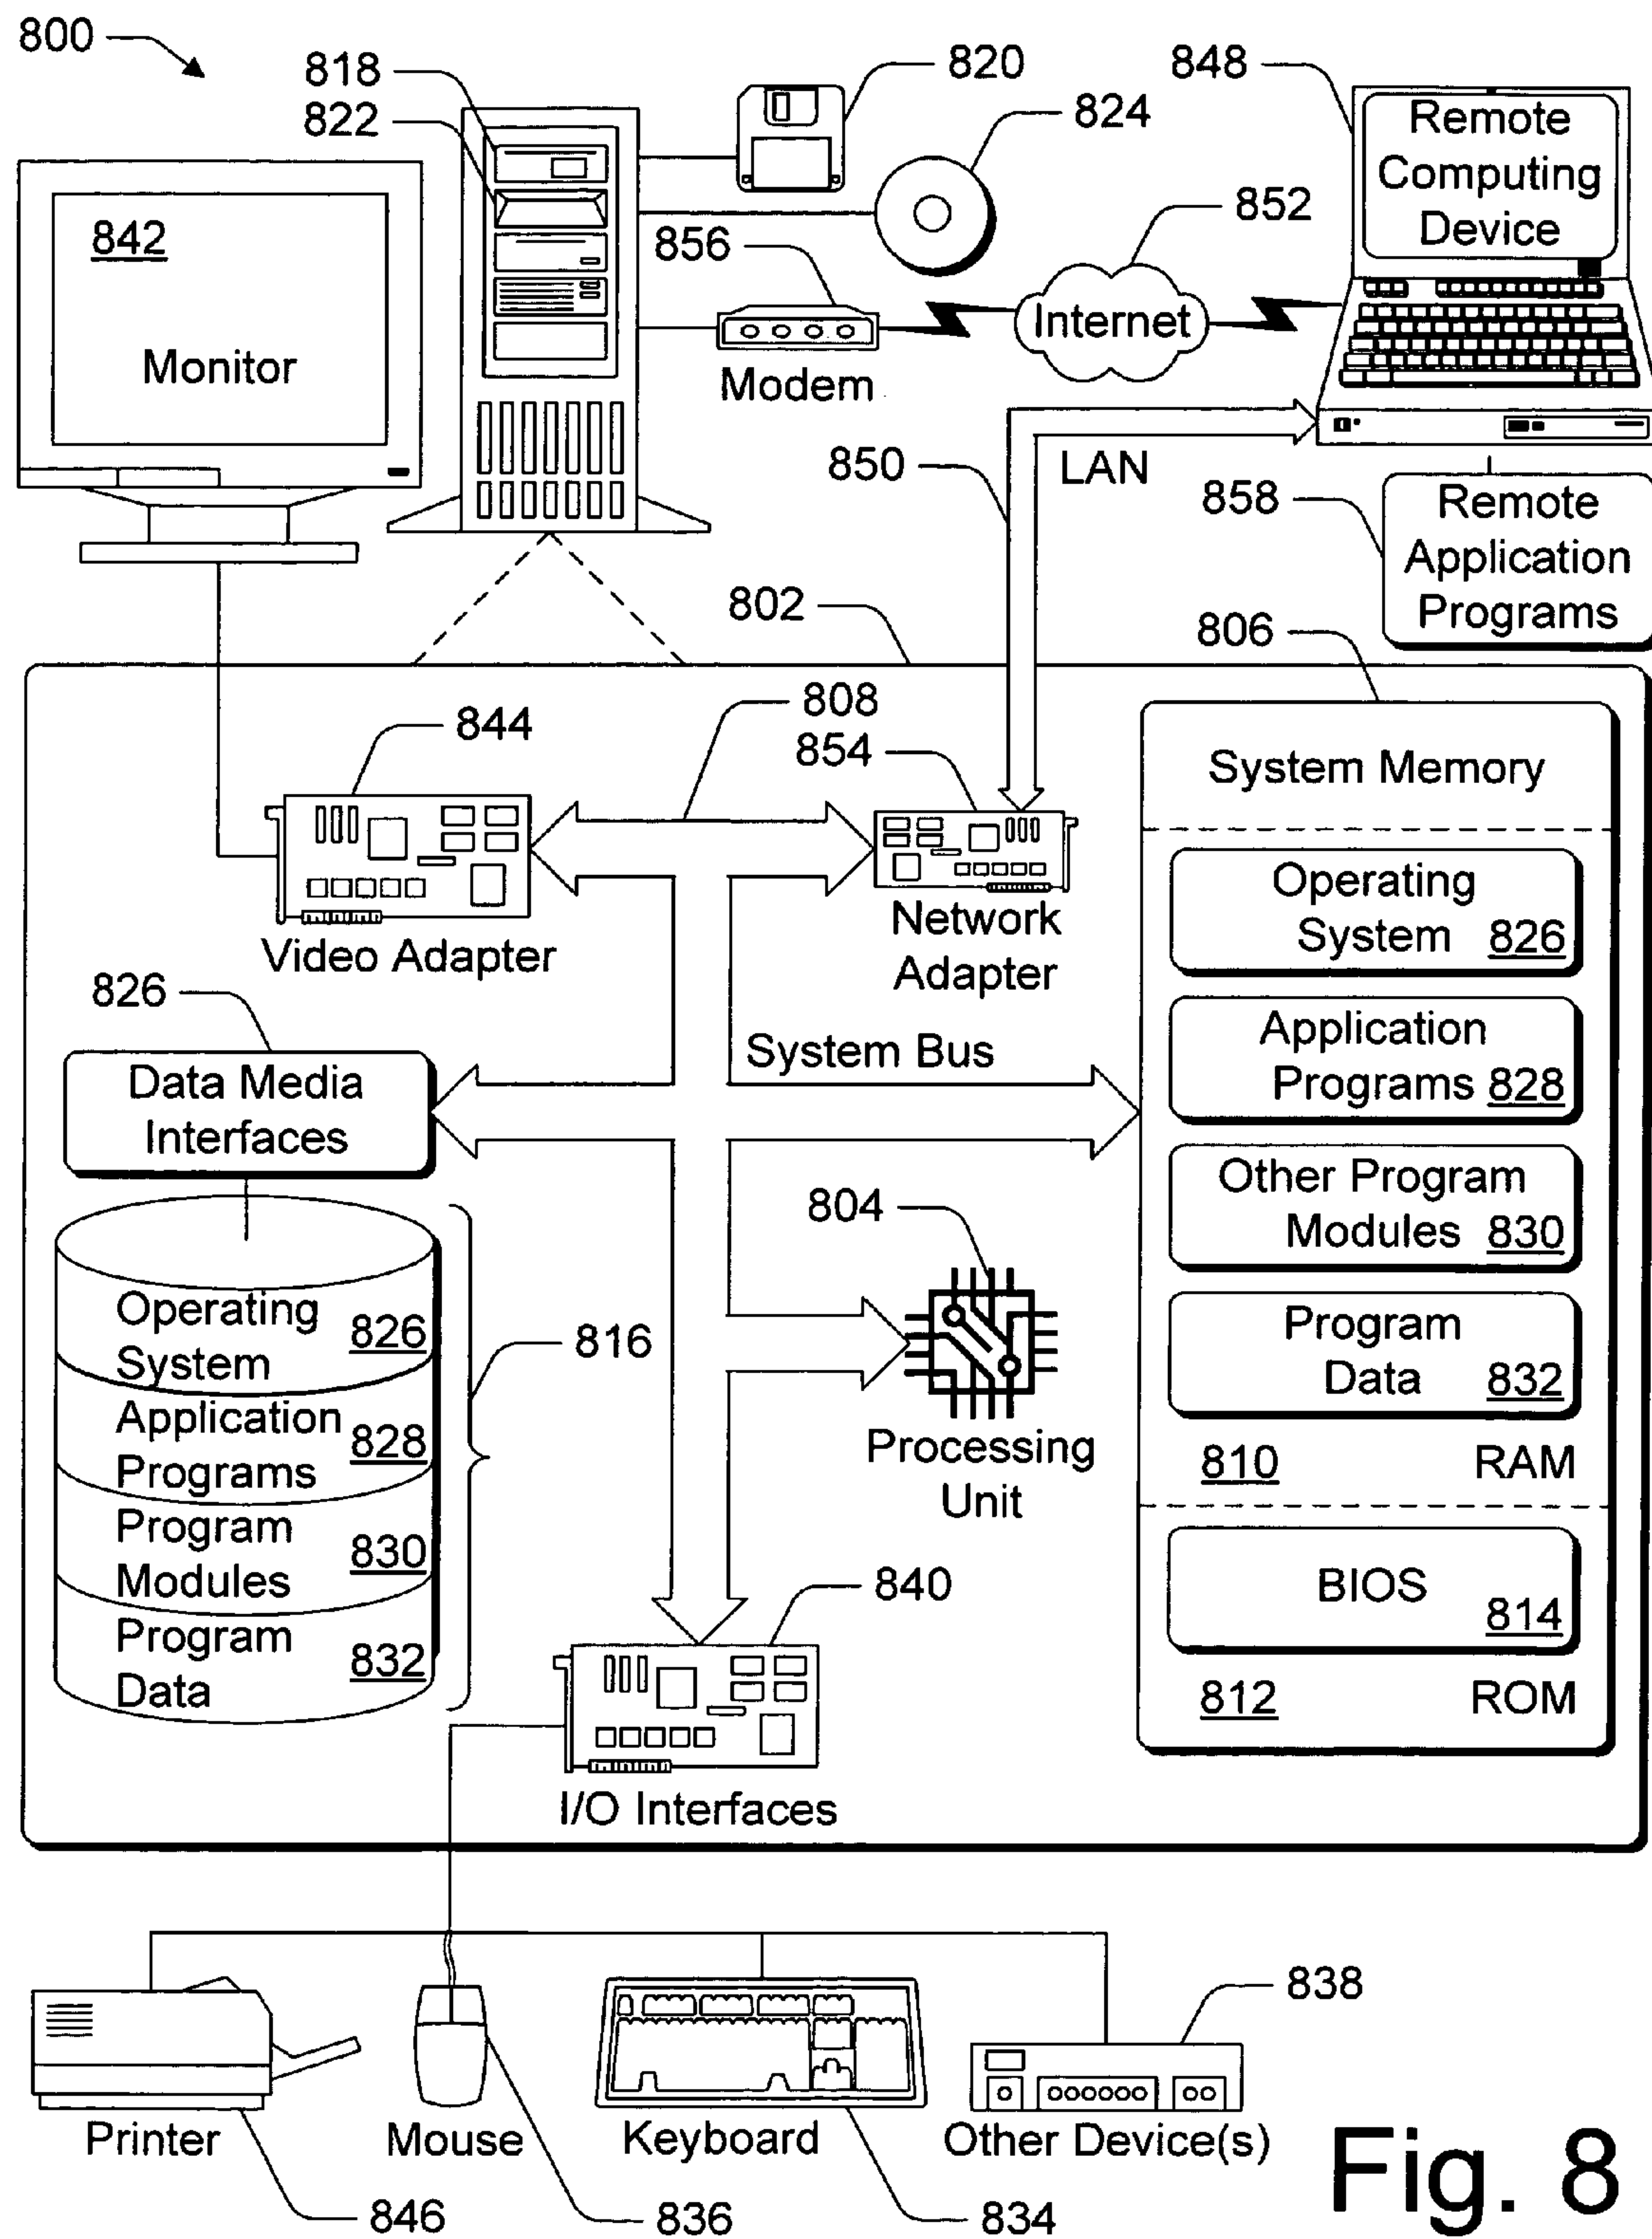 800
818
822
820
824
848
Remote
Computing
Device
852
842
856
Internet
Monitor
Modem
850
LAN
858
Remote
Application
Programs
802
806
808
844
854
System Memory
Video Adapter
Network
Adapter
Operating
System 826
826
Data Media
Interfaces
System Bus
Application
Programs 828
Other Program
Modules 830
804
Processing
Unit
Program
Data 832
810 RAM
Operating
System 826
816
Application
Programs 828
Program
Modules 830
Program
Data 832
840
I/O Interfaces
BIOS
814
812 ROM
838
Printer
Mouse
Keyboard
Other Device(s)
846
836
834
Fig. 8